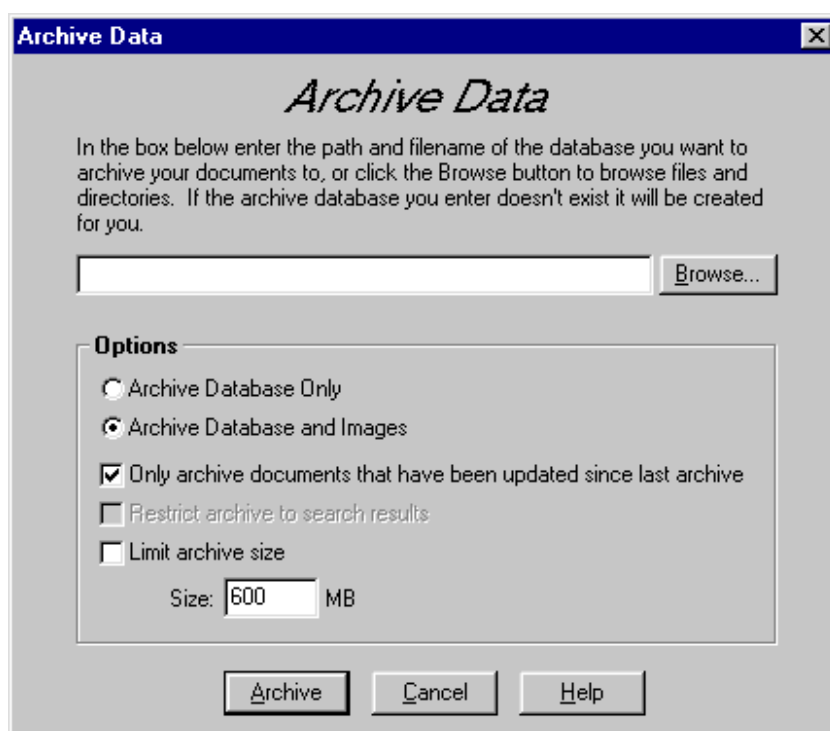 Archive Data
Archive Data
In the box below enter the path and filename of the database you want to
archive your documents to, or click the Browse button to browse files and
directories.  If the archive database you enter doesn't exist it will be created
for you.
Browse...
Options
Archive Database Only
Archive Database and Images
Only archive documents that have been updated since last archive
Restrict archive to search results
Limit archive size
Size: 600 MB
Archive Cancel Help